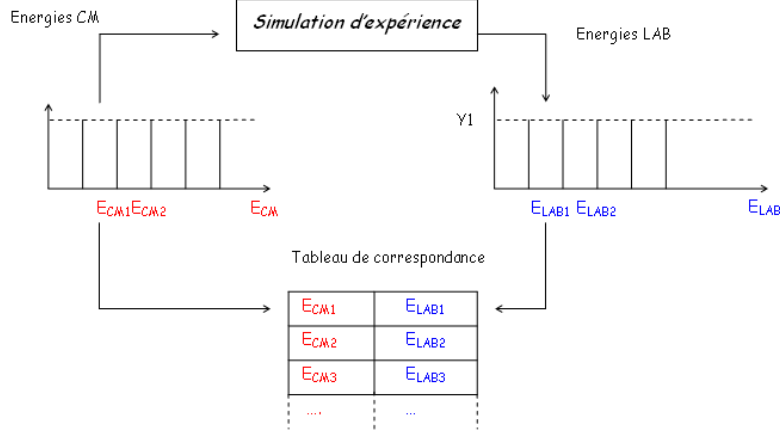 Energies CM
Simulation d'expérience
Energies LAB
Y1
ECM1 ECM2
ECM
ELAB1 ELAB2
ELAB
Tableau de correspondance
ECM1 ELAB1
ECM2 ELAB2
ECM3 ELAB3
.... ...